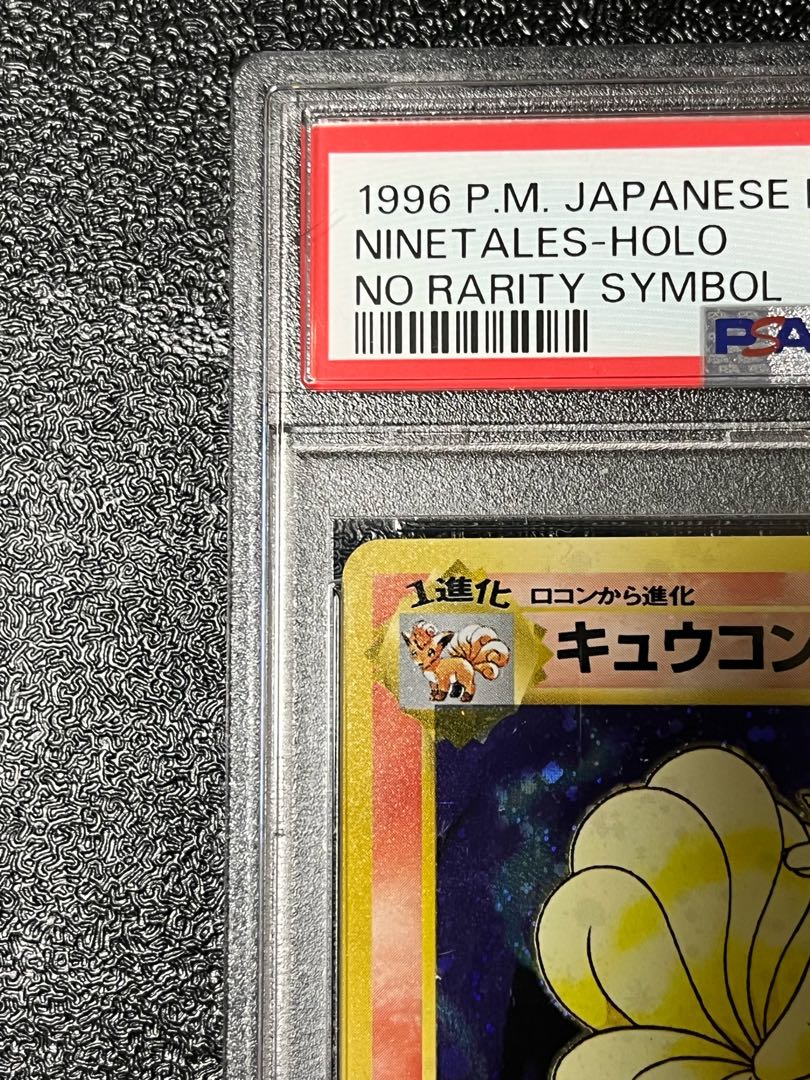 1996 P.M. JAPANESE
NINETALES-HOLO
NO RARITY SYMBOL
PSA
1進化 ロコンから進化
キュウコン